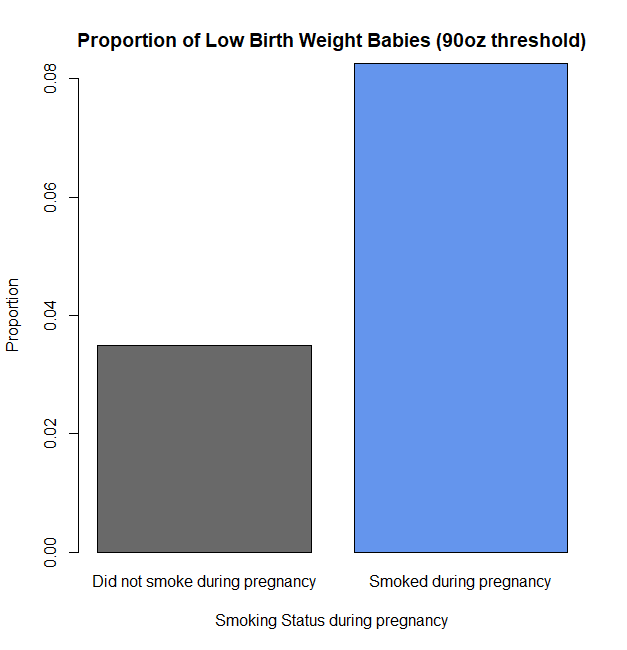 Proportion of Low Birth Weight Babies (90oz threshold)
0.08
0.06
0.04
0.02
0.00
Proportion
Did not smoke during pregnancy
Smoked during pregnancy
Smoking Status during pregnancy